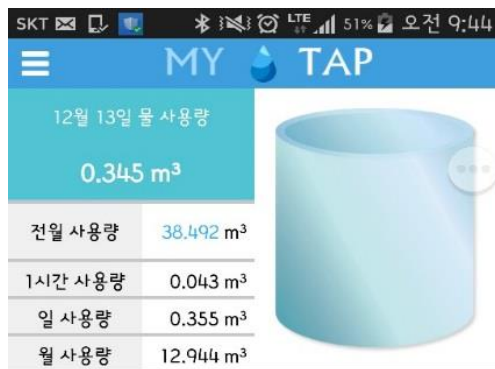 SKT LTE 51% 오전 9:44
MY TAP
12월 13일 물 사용량
0.345 m³
전월 사용량 38.492 m³
1시간 사용량 0.043 m³
일 사용량 0.355 m³
월 사용량 12.944 m³